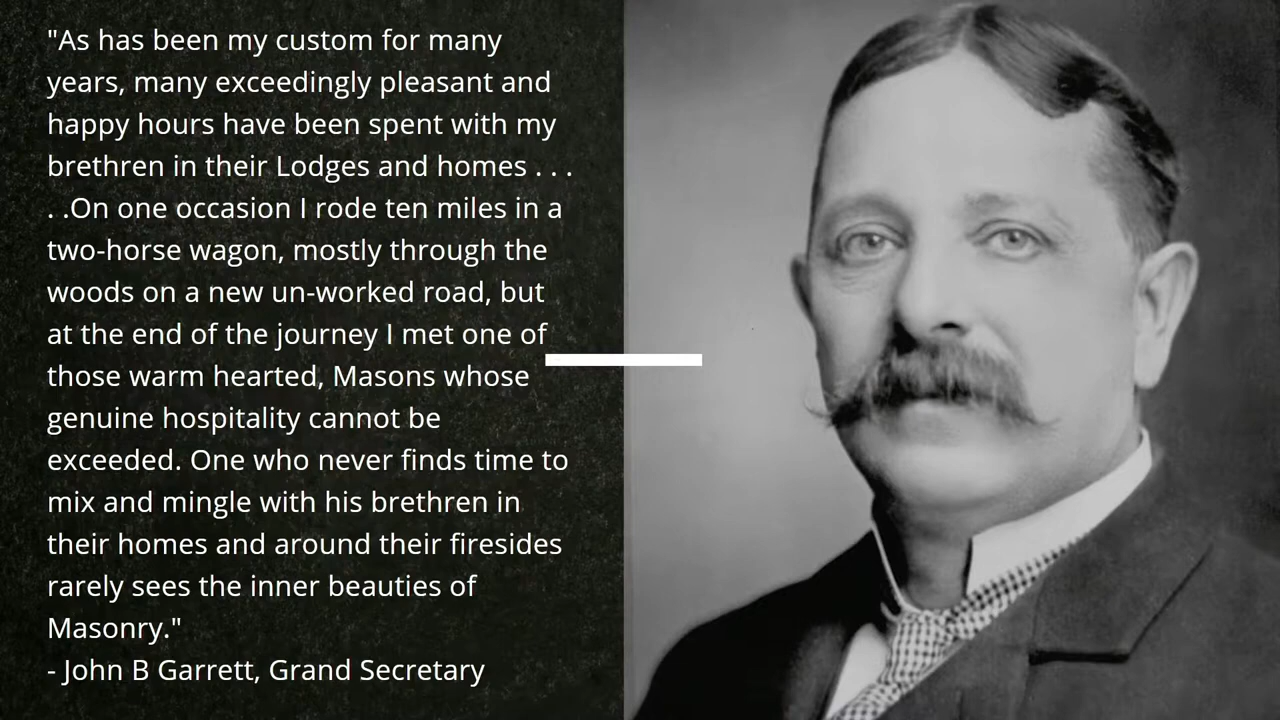 "As has been my custom for many
years, many exceedingly pleasant and
happy hours have been spent with my
brethren in their Lodges and homes . . .
. .On one occasion I rode ten miles in a
two-horse wagon, mostly through the
woods on a new un-worked road, but
at the end of the journey I met one of
those warm hearted, Masons whose
genuine hospitality cannot be
exceeded. One who never finds time to
mix and mingle with his brethren in
their homes and around their firesides
rarely sees the inner beauties of
Masonry."
- John B Garrett, Grand Secretary